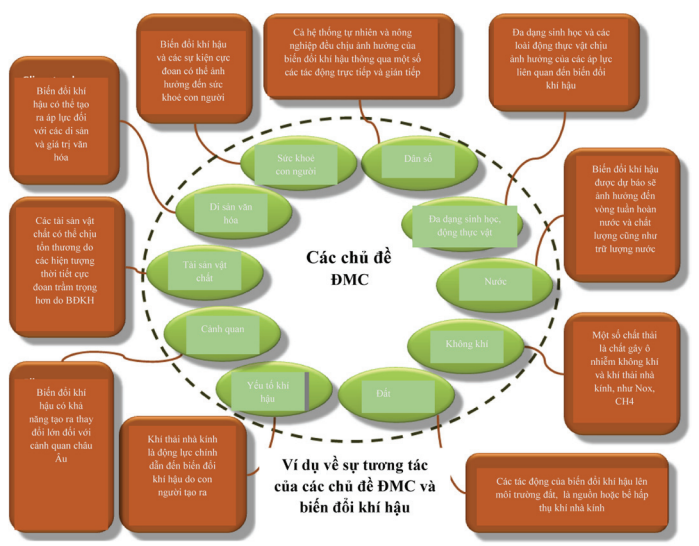 Biến đổi khí
hậu có thể tạo
ra áp lực đối
với các di sản
và giá trị văn
hóa
Biến đổi khí hậu
và các sự kiện cực
đoan có thể ảnh
hưởng đến sức
khoẻ con người
Cả hệ thống tự nhiên và nông
nghiệp đều chịu ảnh hưởng của
biến đổi khí hậu thông qua một số
các tác động trực tiếp và gián tiếp
Đa dạng sinh học và các
loài động thực vật chịu
ảnh hưởng của các áp lực
liên quan đến biến đổi
khí hậu
Sức khoẻ
con người
Dân số
Di sản văn
hóa
Đa dạng sinh học,
động thực vật
Biến đổi khí hậu
được dự báo sẽ
ảnh hưởng đến
vòng tuần hoàn
nước và chất
lượng cũng như
trữ lượng nước
Các tài sản vật
chất có thể chịu
tổn thương do
các hiện tượng
thời tiết cực
đoan trầm trọng
hơn do BĐKH
Tài sản vật
chất
Các chủ đề
ĐMC
Nước
Cảnh quan
Không khí
Một số chất thải
là chất gây ô
nhiễm không khí
và khí thải nhà
kính, như Nox,
CH4
Yếu tố khí
hậu
Đất
Biến đổi khí
hậu có khả
năng tạo ra thay
đổi lớn đối với
cảnh quan châu
Âu
Khí thải nhà kính
là động lực chính
dẫn đến biến đổi
khí hậu do con
người tạo ra
Ví dụ về sự tương tác
của các chủ đề ĐMC và
biến đổi khí hậu
Các tác động của biến đổi khí hậu lên
môi trường đất, là nguồn hoặc bể hấp
thụ khí nhà kính